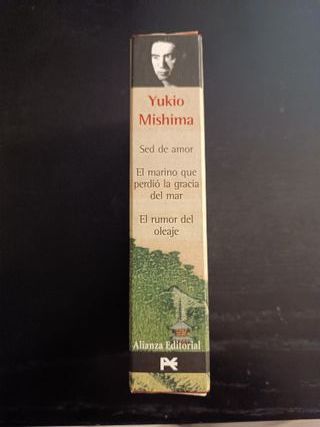 Yukio
Mishima
Sed de amor
El marino que
perdió la gracia
del mar
El rumor del
oleaje
Alianza Editorial